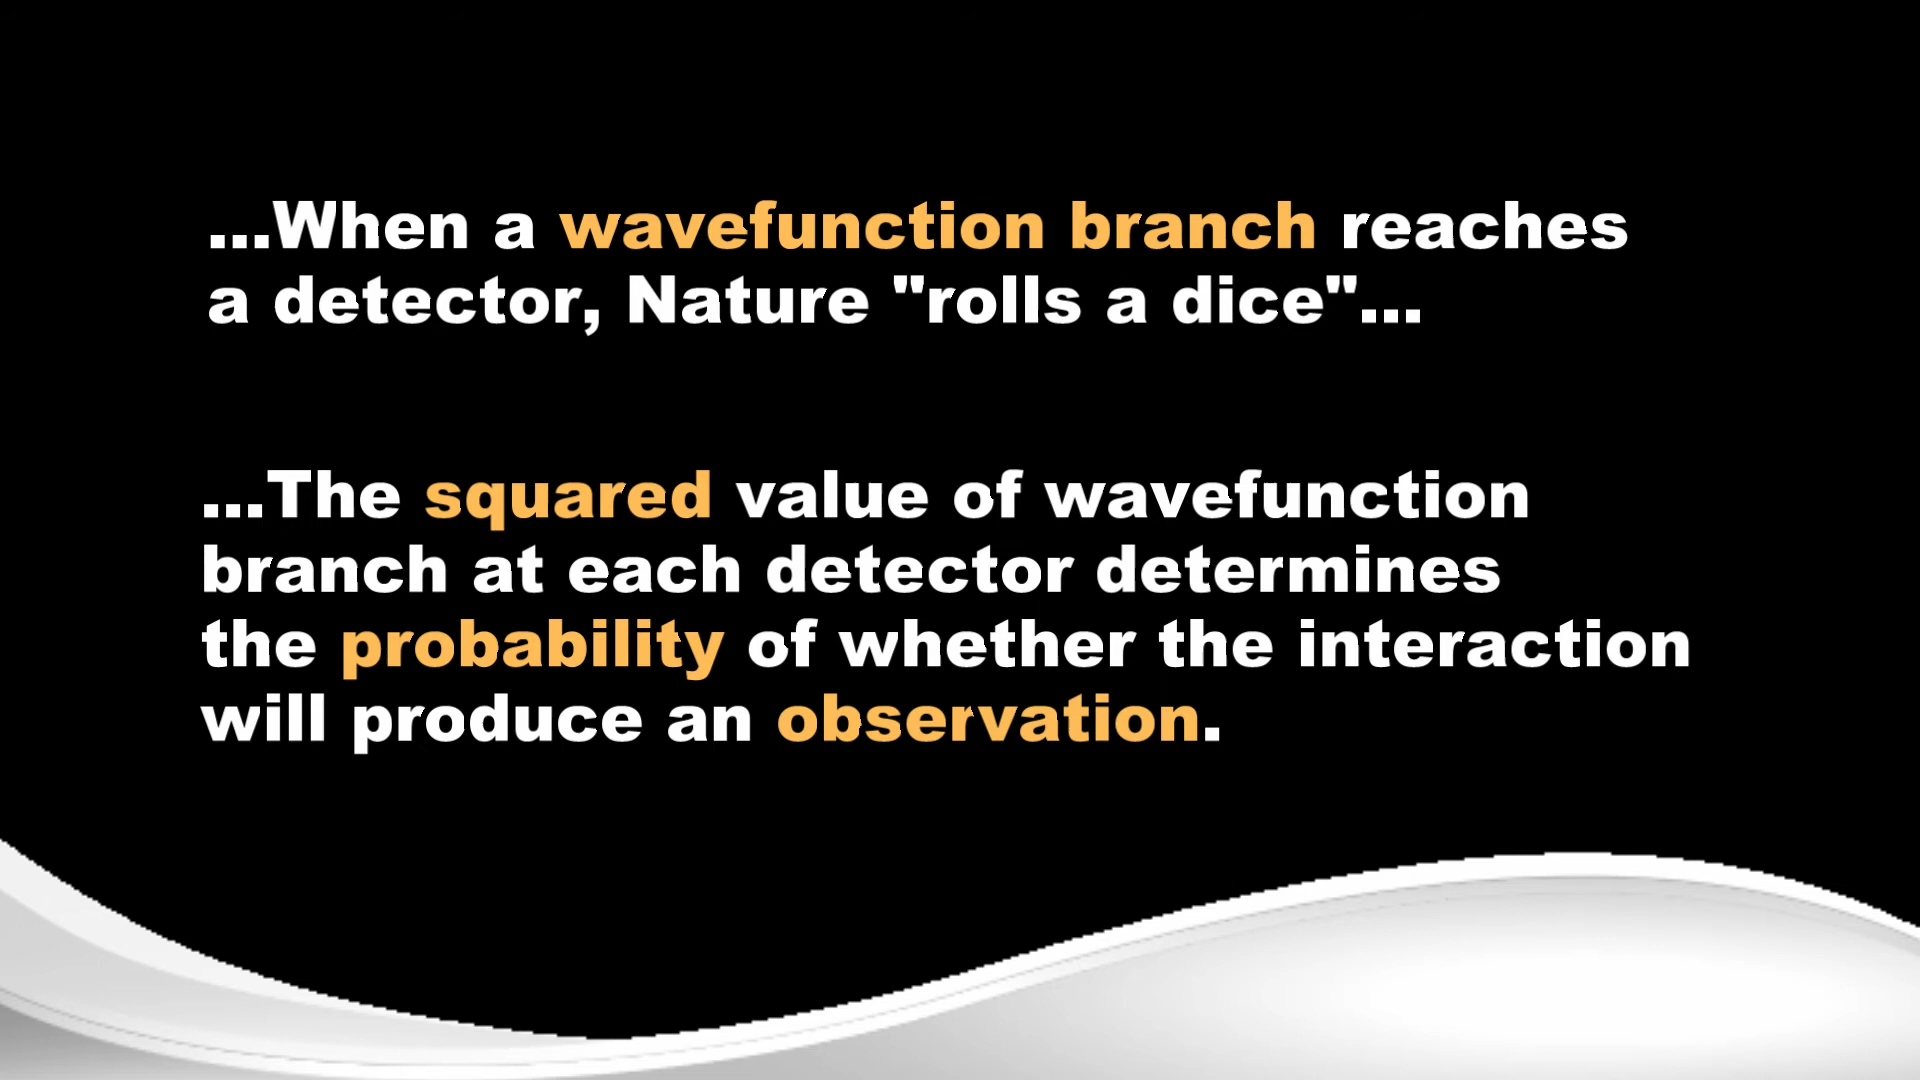 ...When a wavefunction branch reaches
a detector, Nature "rolls a dice"...
...The squared value of wavefunction
branch at each detector determines
the probability of whether the interaction
will produce an observation.